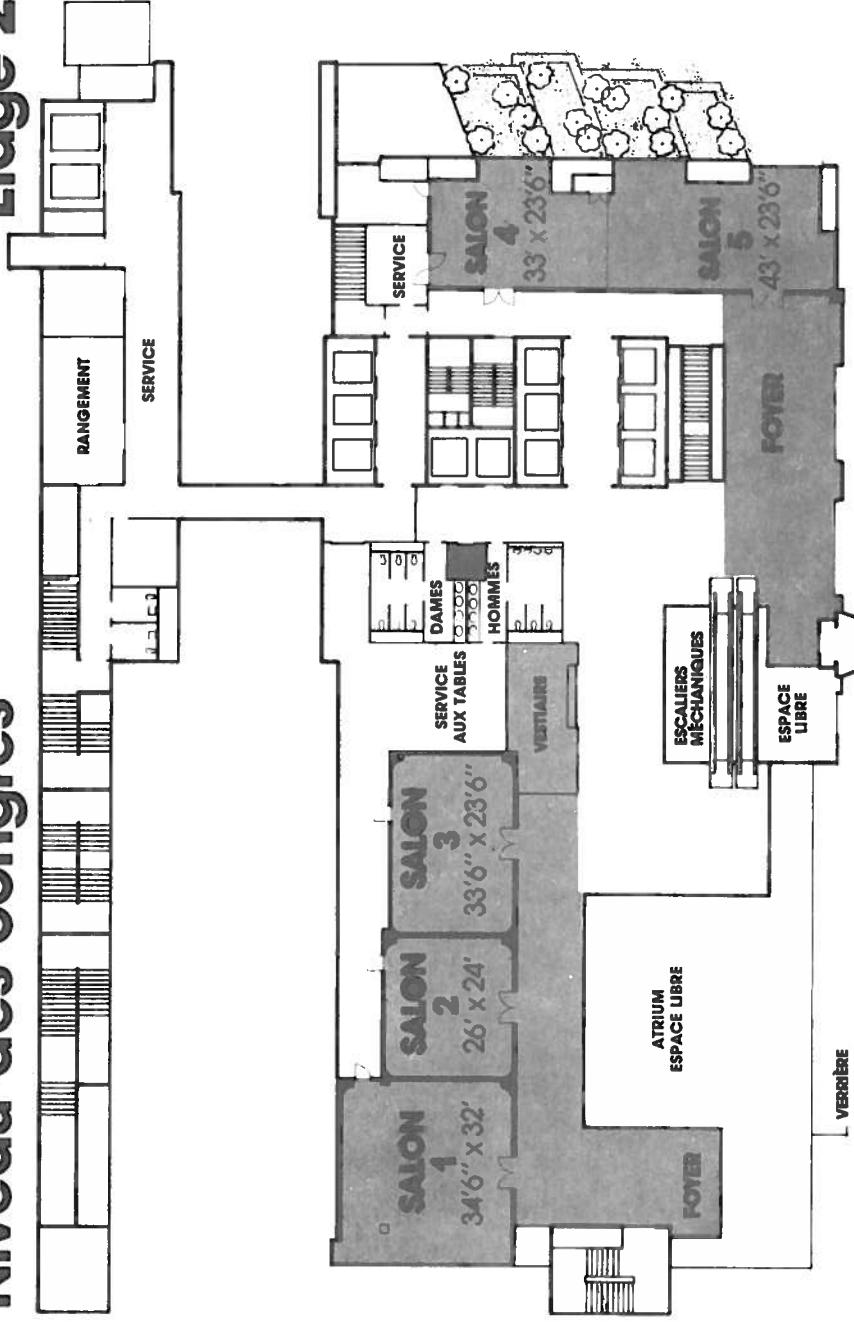 Niveau des congrès
Étage 2
RANGEMENT
SERVICE
SERVICE
SALON
4
33' x 23'6"
SALON
5
43' x 23'6"
FOYER
DAMES
HOMMES
SERVICE
AUX TABLES
VESTIAIRE
ESCALIERS
MÉCHANIQUES
ESPACE
LIBRE
SALON
3
33'6" x 23'6"
SALON
2
26' x 24'
SALON
1
34'6" x 32'
ATRIUM
ESPACE LIBRE
FOYER
VERRIÈRE